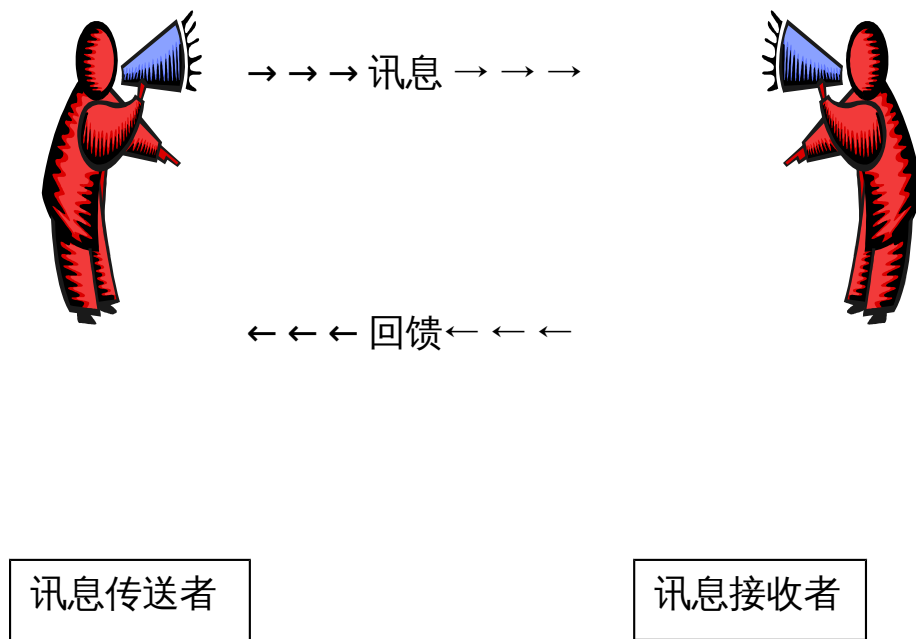 → → → 讯息 → → →
← ← ← 回馈← ← ←
讯息传送者
讯息接收者